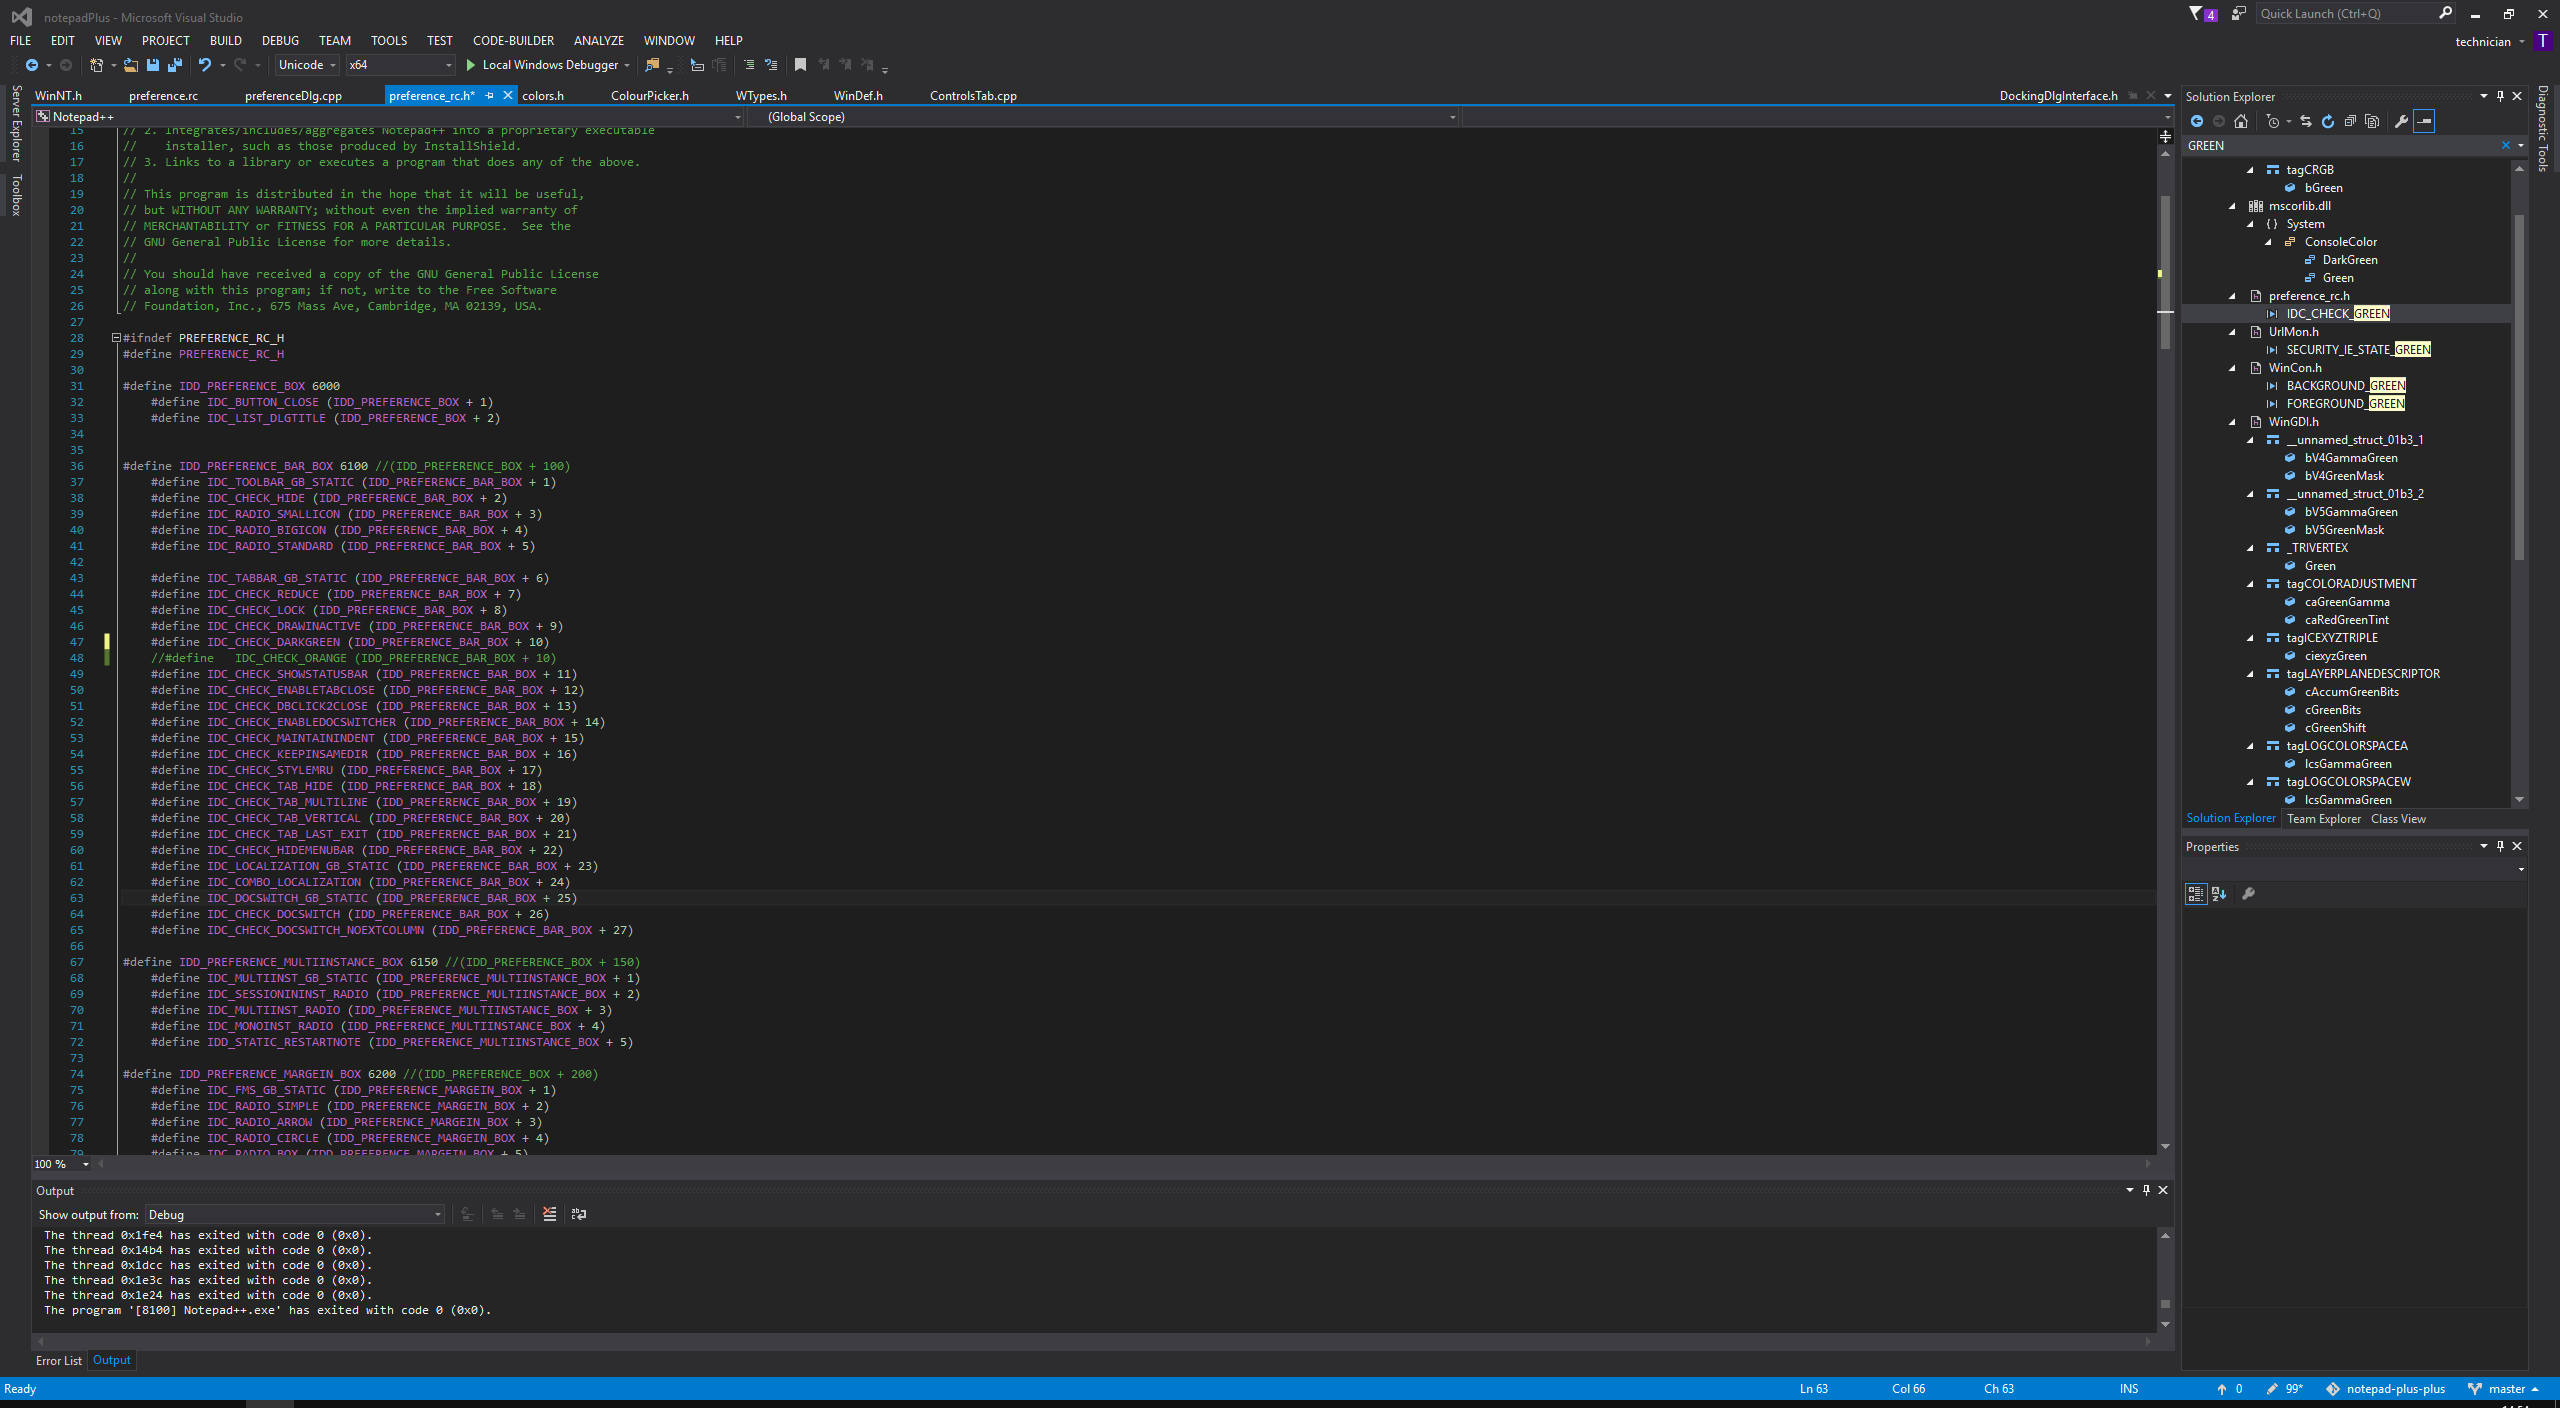 notepadPlus - Microsoft Visual Studio
4
Quick Launch (Ctrl+Q)
FILE EDIT VIEW PROJECT BUILD DEBUG TEAM TOOLS TEST CODE-BUILDER ANALYZE WINDOW HELP
technician T
Unicode x64 Local Windows Debugger
Server Explorer
Toolbox
WinNT.h preference.rc preferenceDlg.cpp preference_rc.h* colors.h ColourPicker.h WTypes.h WinDef.h ControlsTab.cpp DockingDlgInterface.h
Notepad++ (Global Scope)
15 // 2. Integrates/includes/aggregates Notepad++ into a proprietary executable
16 //    installer, such as those produced by InstallShield.
17 // 3. Links to a library or executes a program that does any of the above.
18 //
19 // This program is distributed in the hope that it will be useful,
20 // but WITHOUT ANY WARRANTY; without even the implied warranty of
21 // MERCHANTABILITY or FITNESS FOR A PARTICULAR PURPOSE.  See the
22 // GNU General Public License for more details.
23 //
24 // You should have received a copy of the GNU General Public License
25 // along with this program; if not, write to the Free Software
26 // Foundation, Inc., 675 Mass Ave, Cambridge, MA 02139, USA.
27
28 #ifndef PREFERENCE_RC_H
29 #define PREFERENCE_RC_H
30
31 #define IDD_PREFERENCE_BOX 6000
32     #define IDC_BUTTON_CLOSE (IDD_PREFERENCE_BOX + 1)
33     #define IDC_LIST_DLGTITLE (IDD_PREFERENCE_BOX + 2)
34
35
36 #define IDD_PREFERENCE_BAR_BOX 6100 //(IDD_PREFERENCE_BOX + 100)
37     #define IDC_TOOLBAR_GB_STATIC (IDD_PREFERENCE_BAR_BOX + 1)
38     #define IDC_CHECK_HIDE (IDD_PREFERENCE_BAR_BOX + 2)
39     #define IDC_RADIO_SMALLICON (IDD_PREFERENCE_BAR_BOX + 3)
40     #define IDC_RADIO_BIGICON (IDD_PREFERENCE_BAR_BOX + 4)
41     #define IDC_RADIO_STANDARD (IDD_PREFERENCE_BAR_BOX + 5)
42
43     #define IDC_TABBAR_GB_STATIC (IDD_PREFERENCE_BAR_BOX + 6)
44     #define IDC_CHECK_REDUCE (IDD_PREFERENCE_BAR_BOX + 7)
45     #define IDC_CHECK_LOCK (IDD_PREFERENCE_BAR_BOX + 8)
46     #define IDC_CHECK_DRAWINACTIVE (IDD_PREFERENCE_BAR_BOX + 9)
47     #define IDC_CHECK_DARKGREEN (IDD_PREFERENCE_BAR_BOX + 10)
48     //#define   IDC_CHECK_ORANGE (IDD_PREFERENCE_BAR_BOX + 10)
49     #define IDC_CHECK_SHOWSTATUSBAR (IDD_PREFERENCE_BAR_BOX + 11)
50     #define IDC_CHECK_ENABLETABCLOSE (IDD_PREFERENCE_BAR_BOX + 12)
51     #define IDC_CHECK_DBCLICK2CLOSE (IDD_PREFERENCE_BAR_BOX + 13)
52     #define IDC_CHECK_ENABLEDOCSWITCHER (IDD_PREFERENCE_BAR_BOX + 14)
53     #define IDC_CHECK_MAINTAININDENT (IDD_PREFERENCE_BAR_BOX + 15)
54     #define IDC_CHECK_KEEPINSAMEDIR (IDD_PREFERENCE_BAR_BOX + 16)
55     #define IDC_CHECK_STYLEMRU (IDD_PREFERENCE_BAR_BOX + 17)
56     #define IDC_CHECK_TAB_HIDE (IDD_PREFERENCE_BAR_BOX + 18)
57     #define IDC_CHECK_TAB_MULTILINE (IDD_PREFERENCE_BAR_BOX + 19)
58     #define IDC_CHECK_TAB_VERTICAL (IDD_PREFERENCE_BAR_BOX + 20)
59     #define IDC_CHECK_TAB_LAST_EXIT (IDD_PREFERENCE_BAR_BOX + 21)
60     #define IDC_CHECK_HIDEMENUBAR (IDD_PREFERENCE_BAR_BOX + 22)
61     #define IDC_LOCALIZATION_GB_STATIC (IDD_PREFERENCE_BAR_BOX + 23)
62     #define IDC_COMBO_LOCALIZATION (IDD_PREFERENCE_BAR_BOX + 24)
63     #define IDC_DOCSWITCH_GB_STATIC (IDD_PREFERENCE_BAR_BOX + 25)
64     #define IDC_CHECK_DOCSWITCH (IDD_PREFERENCE_BAR_BOX + 26)
65     #define IDC_CHECK_DOCSWITCH_NOEXTCOLUMN (IDD_PREFERENCE_BAR_BOX + 27)
66
67 #define IDD_PREFERENCE_MULTIINSTANCE_BOX 6150 //(IDD_PREFERENCE_BOX + 150)
68     #define IDC_MULTIINST_GB_STATIC (IDD_PREFERENCE_MULTIINSTANCE_BOX + 1)
69     #define IDC_SESSIONININST_RADIO (IDD_PREFERENCE_MULTIINSTANCE_BOX + 2)
70     #define IDC_MULTIINST_RADIO (IDD_PREFERENCE_MULTIINSTANCE_BOX + 3)
71     #define IDC_MONOINST_RADIO (IDD_PREFERENCE_MULTIINSTANCE_BOX + 4)
72     #define IDD_STATIC_RESTARTNOTE (IDD_PREFERENCE_MULTIINSTANCE_BOX + 5)
73
74 #define IDD_PREFERENCE_MARGEIN_BOX 6200 //(IDD_PREFERENCE_BOX + 200)
75     #define IDC_FMS_GB_STATIC (IDD_PREFERENCE_MARGEIN_BOX + 1)
76     #define IDC_RADIO_SIMPLE (IDD_PREFERENCE_MARGEIN_BOX + 2)
77     #define IDC_RADIO_ARROW (IDD_PREFERENCE_MARGEIN_BOX + 3)
78     #define IDC_RADIO_CIRCLE (IDD_PREFERENCE_MARGEIN_BOX + 4)
79     #define IDC_RADIO_BOX (IDD_PREFERENCE_MARGEIN_BOX + 5)
100 %
Output
Show output from: Debug
The thread 0x1fe4 has exited with code 0 (0x0).
The thread 0x14b4 has exited with code 0 (0x0).
The thread 0x1dcc has exited with code 0 (0x0).
The thread 0x1e3c has exited with code 0 (0x0).
The thread 0x1e24 has exited with code 0 (0x0).
The program '[8100] Notepad++.exe' has exited with code 0 (0x0).
Error List Output
Solution Explorer
GREEN
tagCRGB
bGreen
mscorlib.dll
{ } System
ConsoleColor
DarkGreen
Green
preference_rc.h
IDC_CHECK_GREEN
UrlMon.h
SECURITY_IE_STATE_GREEN
WinCon.h
BACKGROUND_GREEN
FOREGROUND_GREEN
WinGDI.h
__unnamed_struct_01b3_1
bV4GammaGreen
bV4GreenMask
__unnamed_struct_01b3_2
bV5GammaGreen
bV5GreenMask
_TRIVERTEX
Green
tagCOLORADJUSTMENT
caGreenGamma
caRedGreenTint
tagICEXYZTRIPLE
ciexyzGreen
tagLAYERPLANEDESCRIPTOR
cAccumGreenBits
cGreenBits
cGreenShift
tagLOGCOLORSPACEA
lcsGammaGreen
tagLOGCOLORSPACEW
lcsGammaGreen
Solution Explorer Team Explorer Class View
Properties
Diagnostic Tools
Ready Ln 63 Col 66 Ch 63 INS 0 99* notepad-plus-plus master